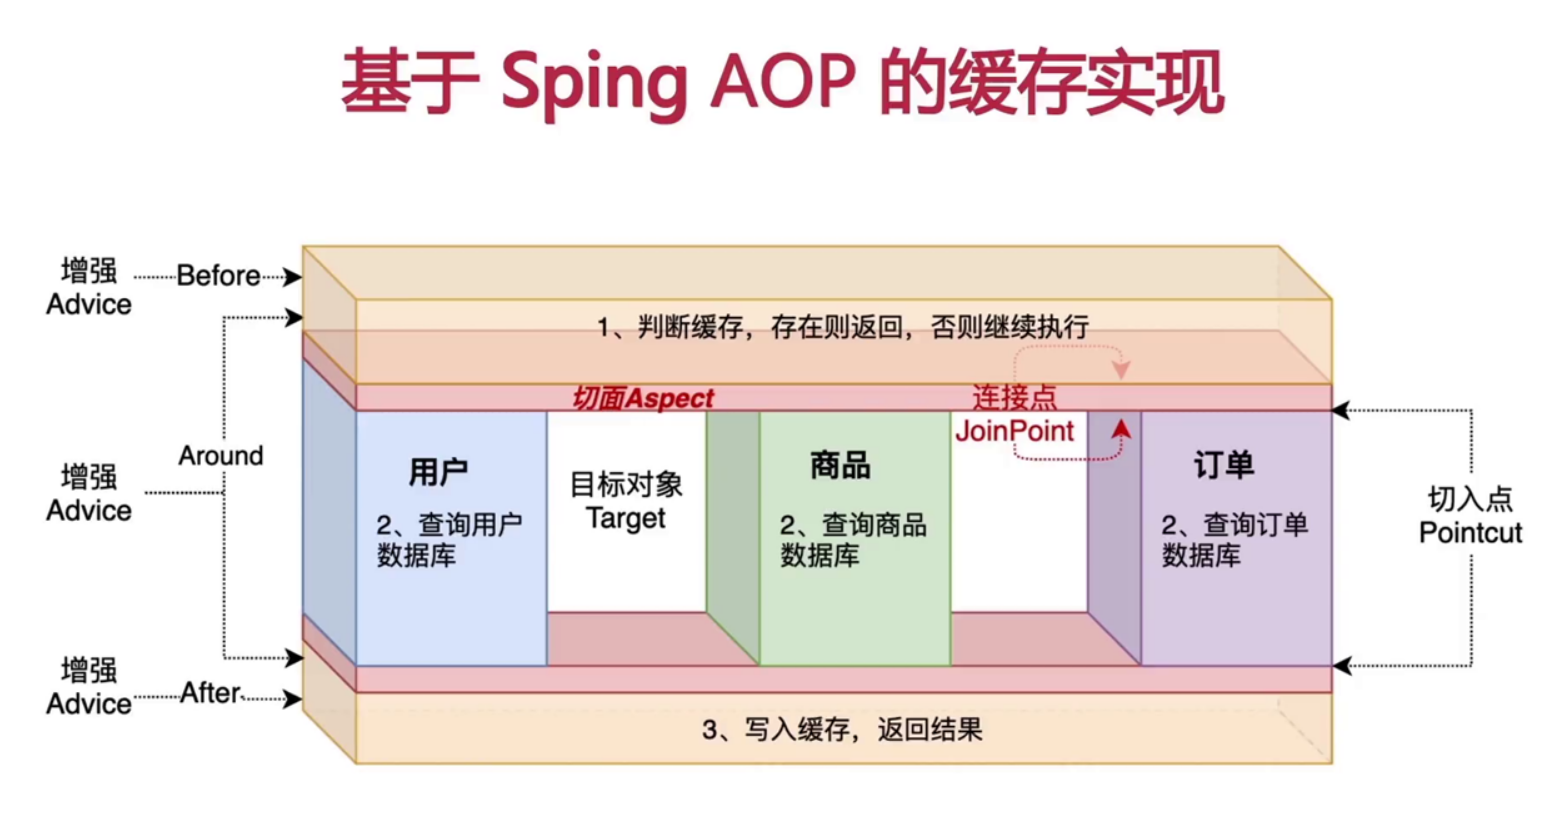 基于 Sping AOP 的缓存实现
增强
Advice
Before
1、判断缓存，存在则返回，否则继续执行
切面Aspect
连接点
JoinPoint
增强
Advice
Around
用户
2、查询用户
数据库
目标对象
Target
商品
2、查询商品
数据库
订单
2、查询订单
数据库
切入点
Pointcut
增强
Advice
After
3、写入缓存，返回结果